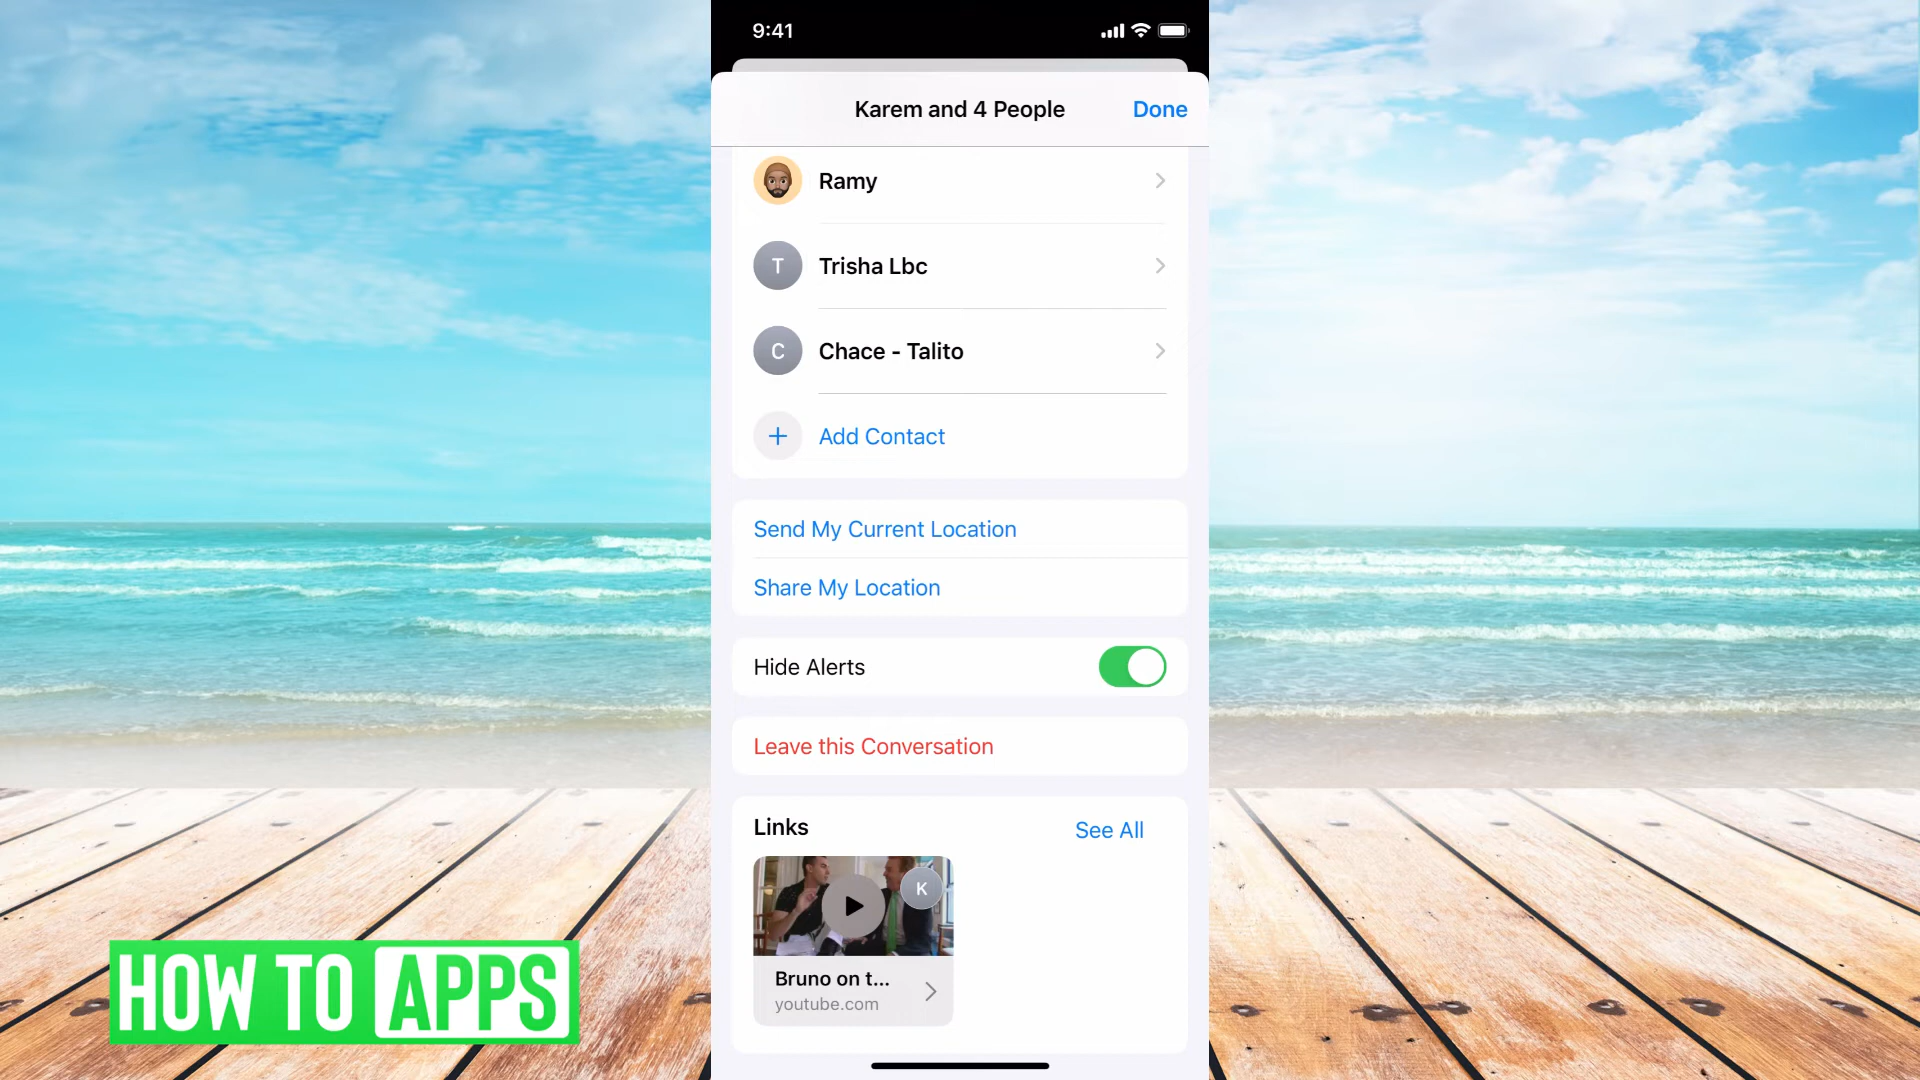 9:41
Karem and 4 People
Done
Ramy
T
Trisha Lbc
C
Chace - Talito
Add Contact
Send My Current Location
Share My Location
Hide Alerts
Leave this Conversation
Links
See All
K
Bruno on t...
youtube.com
HOW TO APPS